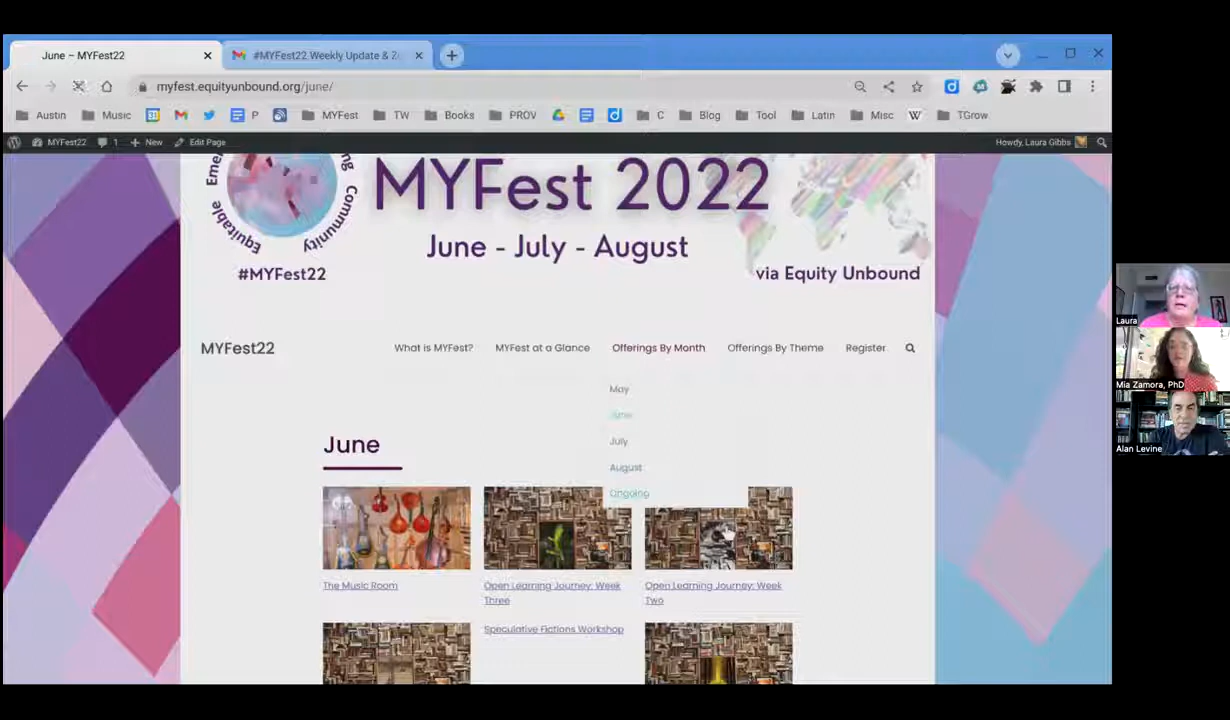 June – MYFest22
#MYFest22 Weekly Update & Zo
myfest.equityunbound.org/june/
Austin Music P MYFest TW Books PROV C Blog Tool Latin Misc W TGrow
MYFest22 1 New Edit Page Howdy, Laura Gibbs
Equitable Community
MYFest 2022
June - July - August
#MYFest22
via Equity Unbound
MYFest22 What is MYFest? MYFest at a Glance Offerings By Month Offerings By Theme Register
May
June
July
August
Ongoing
June
The Music Room
Open Learning Journey: Week
Three
Open Learning Journey: Week
Two
Speculative Fictions Workshop
Laura
Mia Zamora, PhD
Alan Levine